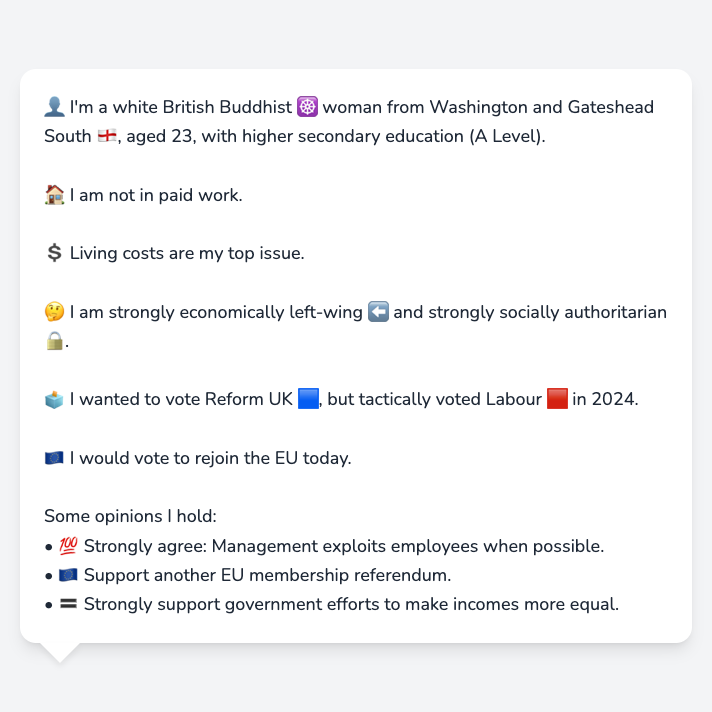 👤 I'm a white British Buddhist ☸️ woman from Washington and Gateshead
South 🏴󠁧󠁢󠁥󠁮󠁧󠁿, aged 23, with higher secondary education (A Level).
🏠 I am not in paid work.
💲 Living costs are my top issue.
🤔 I am strongly economically left-wing ⬅️ and strongly socially authoritarian
🔒.
🗳️ I wanted to vote Reform UK 🟦, but tactically voted Labour 🟥 in 2024.
🇪🇺 I would vote to rejoin the EU today.
Some opinions I hold:
• 💯 Strongly agree: Management exploits employees when possible.
• 🇪🇺 Support another EU membership referendum.
• 🟰 Strongly support government efforts to make incomes more equal.